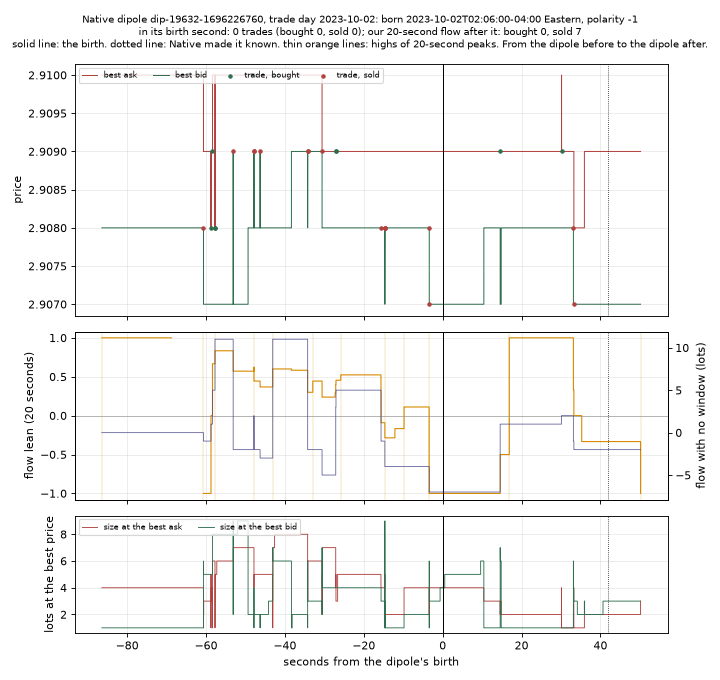 Native dipole dip-19632-1696226760, trade day 2023-10-02: born 2023-10-02T02:06:00-04:00 Eastern, polarity -1
in its birth second: 0 trades (bought 0, sold 0); our 20-second flow after it: bought 0, sold 7
solid line: the birth. dotted line: Native made it known. thin orange lines: highs of 20-second peaks. From the dipole before to the dipole after.
best ask
best bid
trade, bought
trade, sold
2.9100
2.9095
2.9090
2.9085
2.9080
2.9075
2.9070
price
1.0
0.5
0.0
−0.5
−1.0
flow lean (20 seconds)
10
5
0
−5
flow with no window (lots)
size at the best ask
size at the best bid
8
6
4
2
lots at the best price
−80
−60
−40
−20
0
20
40
seconds from the dipole's birth